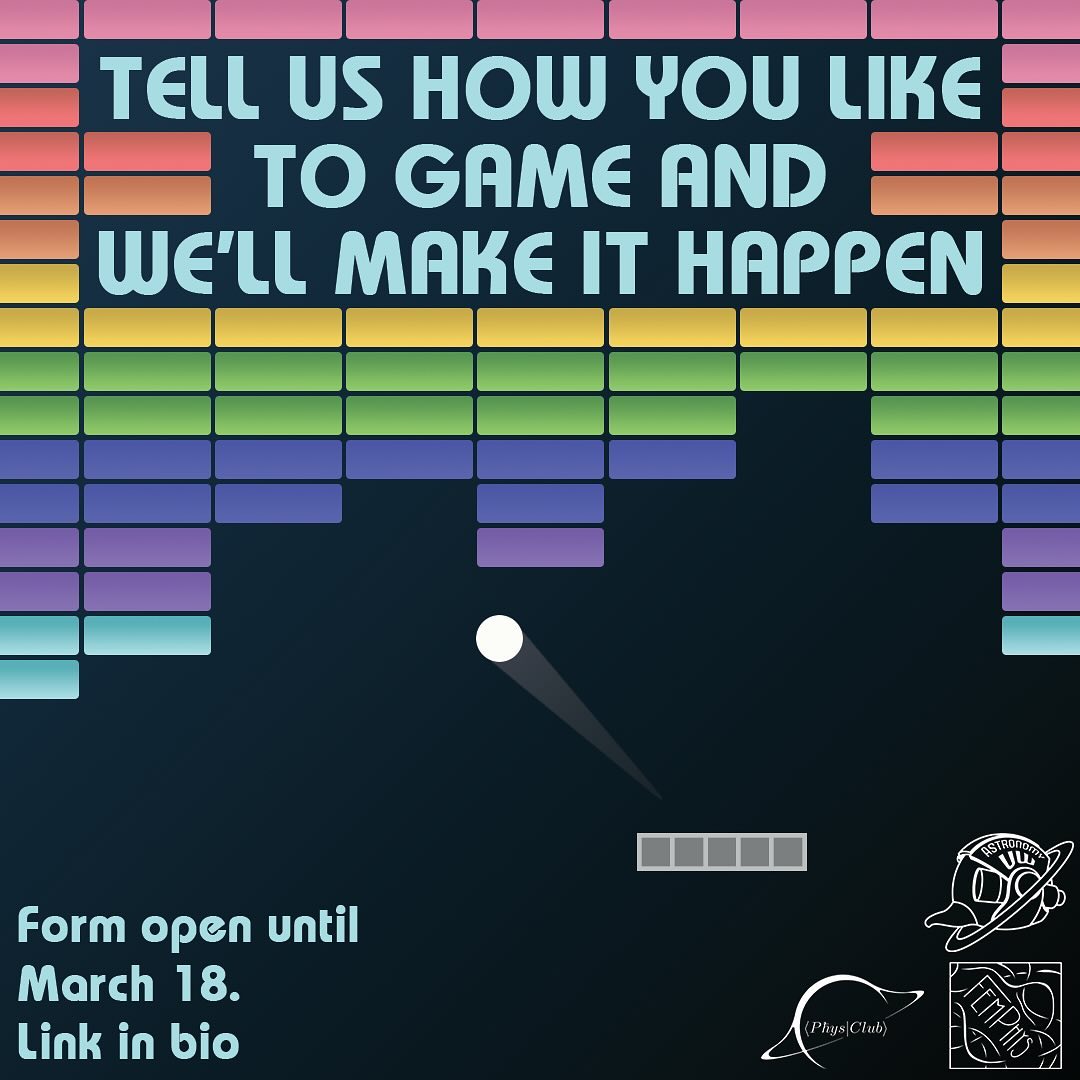 TELL US HOW YOU LIKE
TO GAME AND
WE'LL MAKE IT HAPPEN
Form open until
March 18.
Link in bio
ASTRONOMY
UW
⟨Phys|Club⟩
FEMPHYS